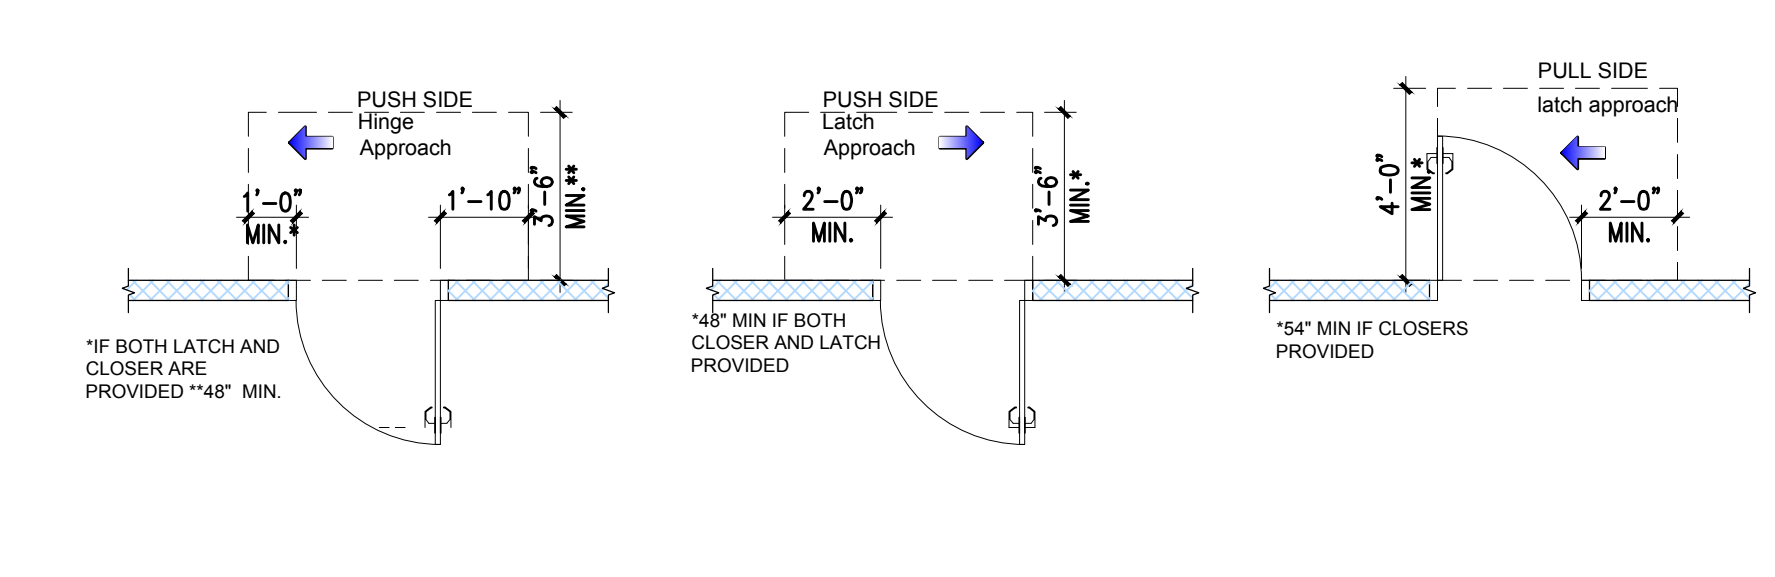 PUSH SIDE
Hinge
Approach
1'-0"
MIN.*
1'-10"
3'-6"
MIN.**
*IF BOTH LATCH AND
CLOSER ARE
PROVIDED **48" MIN.
PUSH SIDE
Latch
Approach
2'-0"
MIN.
3'-6"
MIN.*
*48" MIN IF BOTH
CLOSER AND LATCH
PROVIDED
PULL SIDE
latch approach
4'-0"
MIN.*
2'-0"
MIN.
*54" MIN IF CLOSERS
PROVIDED